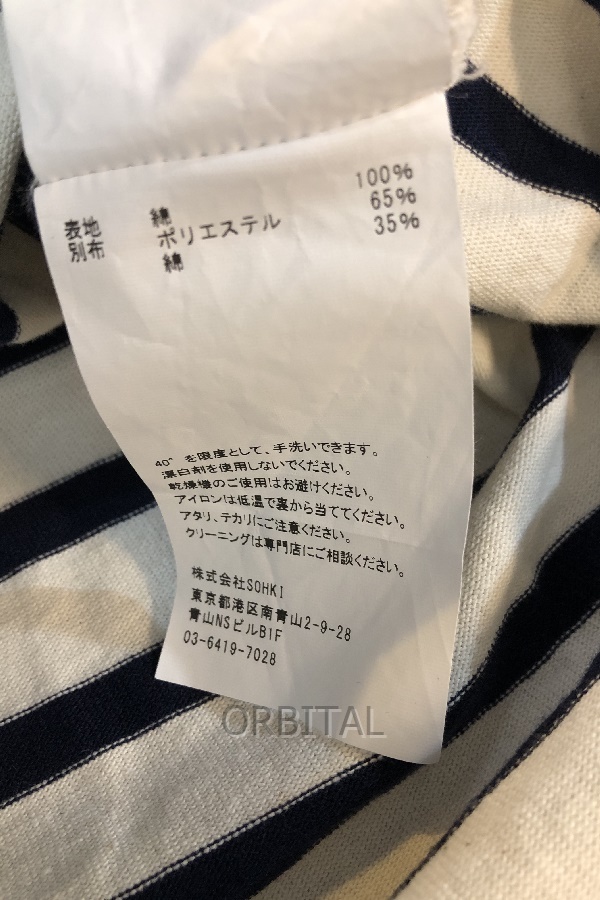 表地 綿 100%
別布 ポリエステル 65%
綿 35%
40° を限度として、手洗いできます。
漂白剤を使用しないでください。
乾燥機のご使用はお避けください。
アイロンは低温で裏から当ててください。
アタリ、テカリにご注意ください。
クリーニングは専門店にご相談ください。
株式会社SOHKI
東京都港区南青山2-9-28
青山NSビルB1F
03-6419-7028
ORBITAL